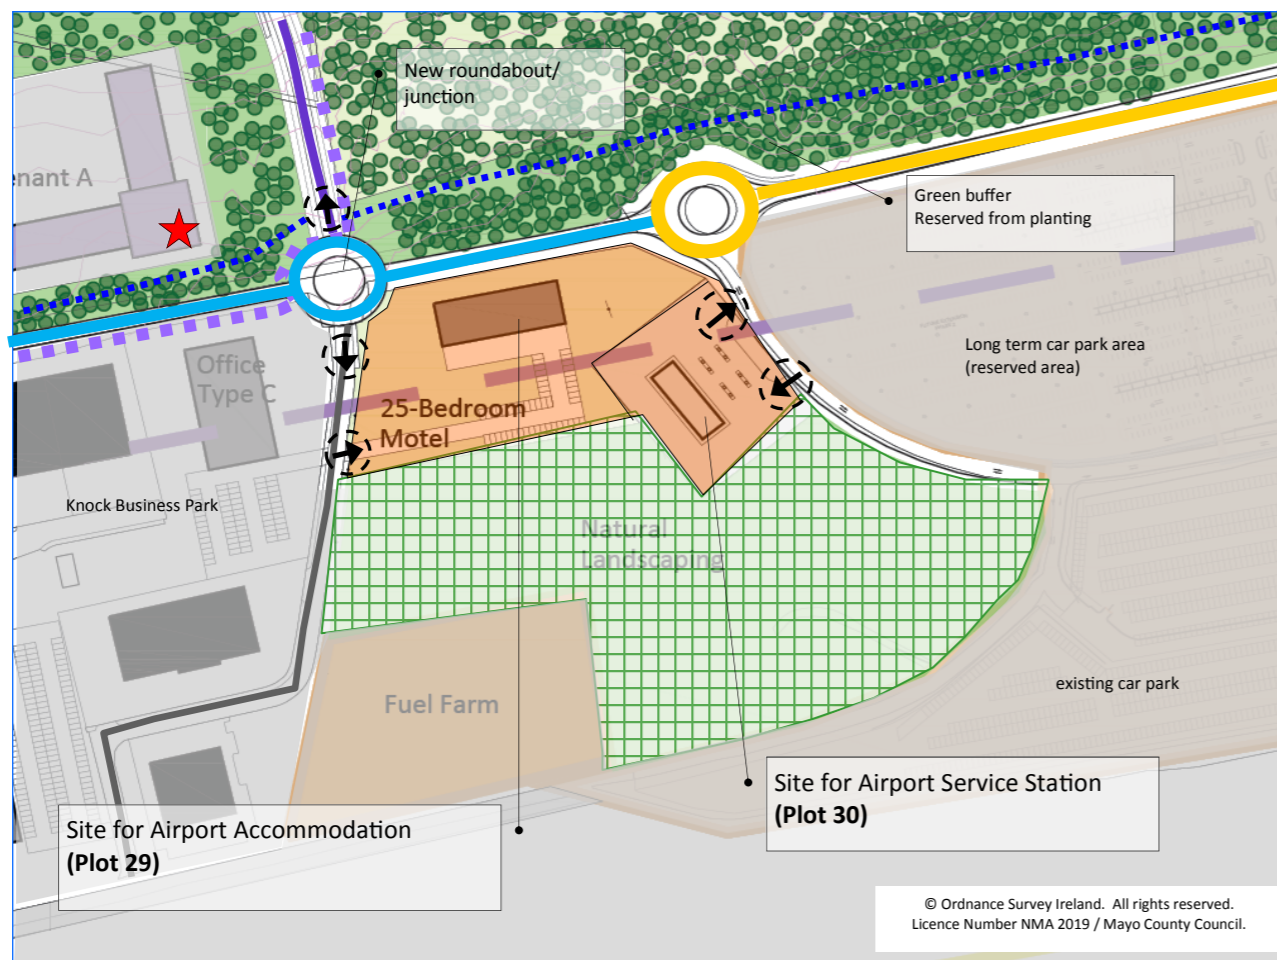 New roundabout/
junction
nant A
Green buffer
Reserved from planting
Long term car park area
(reserved area)
Office
Type C
25-Bedroom
Motel
Knock Business Park
Natural
Landscaping
Fuel Farm
existing car park
Site for Airport Service Station
(Plot 30)
Site for Airport Accommodation
(Plot 29)
© Ordnance Survey Ireland. All rights reserved.
Licence Number NMA 2019 / Mayo County Council.